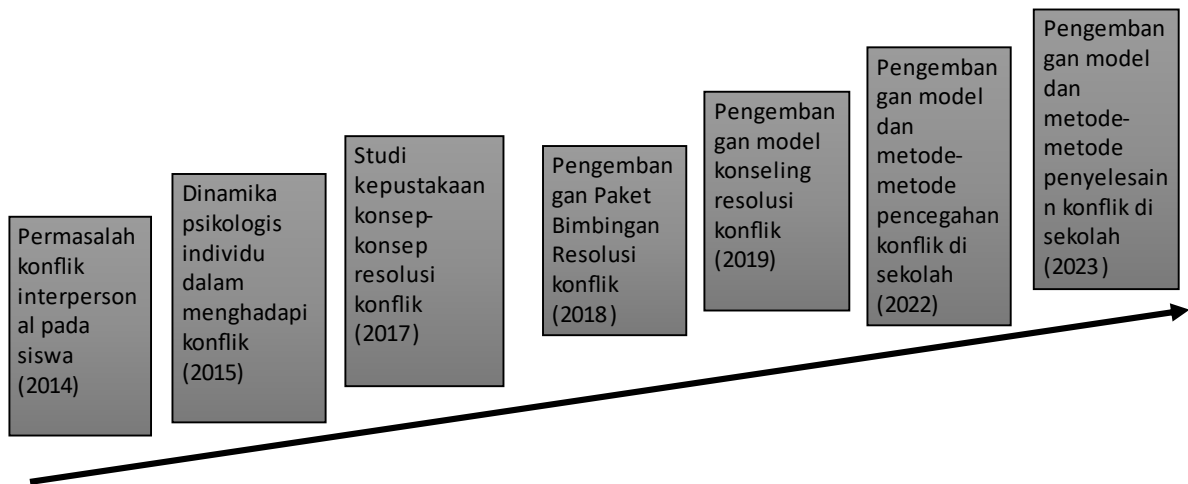 Permasalah
konflik
interperson
al pada
siswa
(2014)
Dinamika
psikologis
individu
dalam
menghadapi
konflik
(2015)
Studi
kepustakaan
konsep-
konsep
resolusi
konflik
(2017)
Pengemban
gan Paket
Bimbingan
Resolusi
konflik
(2018)
Pengemban
gan model
konseling
resolusi
konflik
(2019)
Pengemban
gan model
dan
metode-
metode
pencegahan
konflik di
sekolah
(2022)
Pengemban
gan model
dan
metode-
metode
penyelesain
n konflik di
sekolah
(2023)